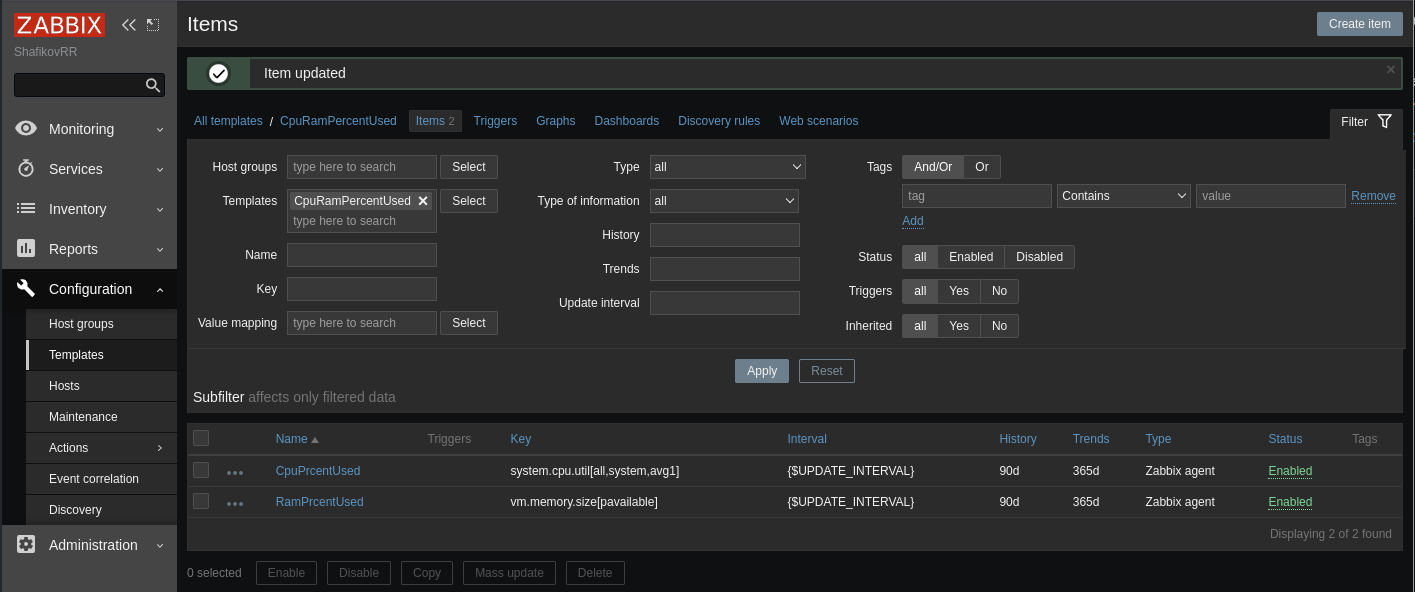 ZABBIX
ShafikovRR
Monitoring
Services
Inventory
Reports
Configuration
Host groups
Templates
Hosts
Maintenance
Actions
Event correlation
Discovery
Administration
Items
Create item
Item updated
All templates / CpuRamPercentUsed Items 2 Triggers Graphs Dashboards Discovery rules Web scenarios Filter
Host groups type here to search Select
Templates CpuRamPercentUsed Select
type here to search
Name
Key
Value mapping type here to search Select
Type all
Type of information all
History
Trends
Update interval
Tags And/Or Or
tag Contains value Remove
Add
Status all Enabled Disabled
Triggers all Yes No
Inherited all Yes No
Apply Reset
Subfilter affects only filtered data
Name Triggers Key Interval History Trends Type Status Tags
CpuPrcentUsed system.cpu.util[all,system,avg1] {$UPDATE_INTERVAL} 90d 365d Zabbix agent Enabled
RamPrcentUsed vm.memory.size[pavailable] {$UPDATE_INTERVAL} 90d 365d Zabbix agent Enabled
Displaying 2 of 2 found
0 selected Enable Disable Copy Mass update Delete